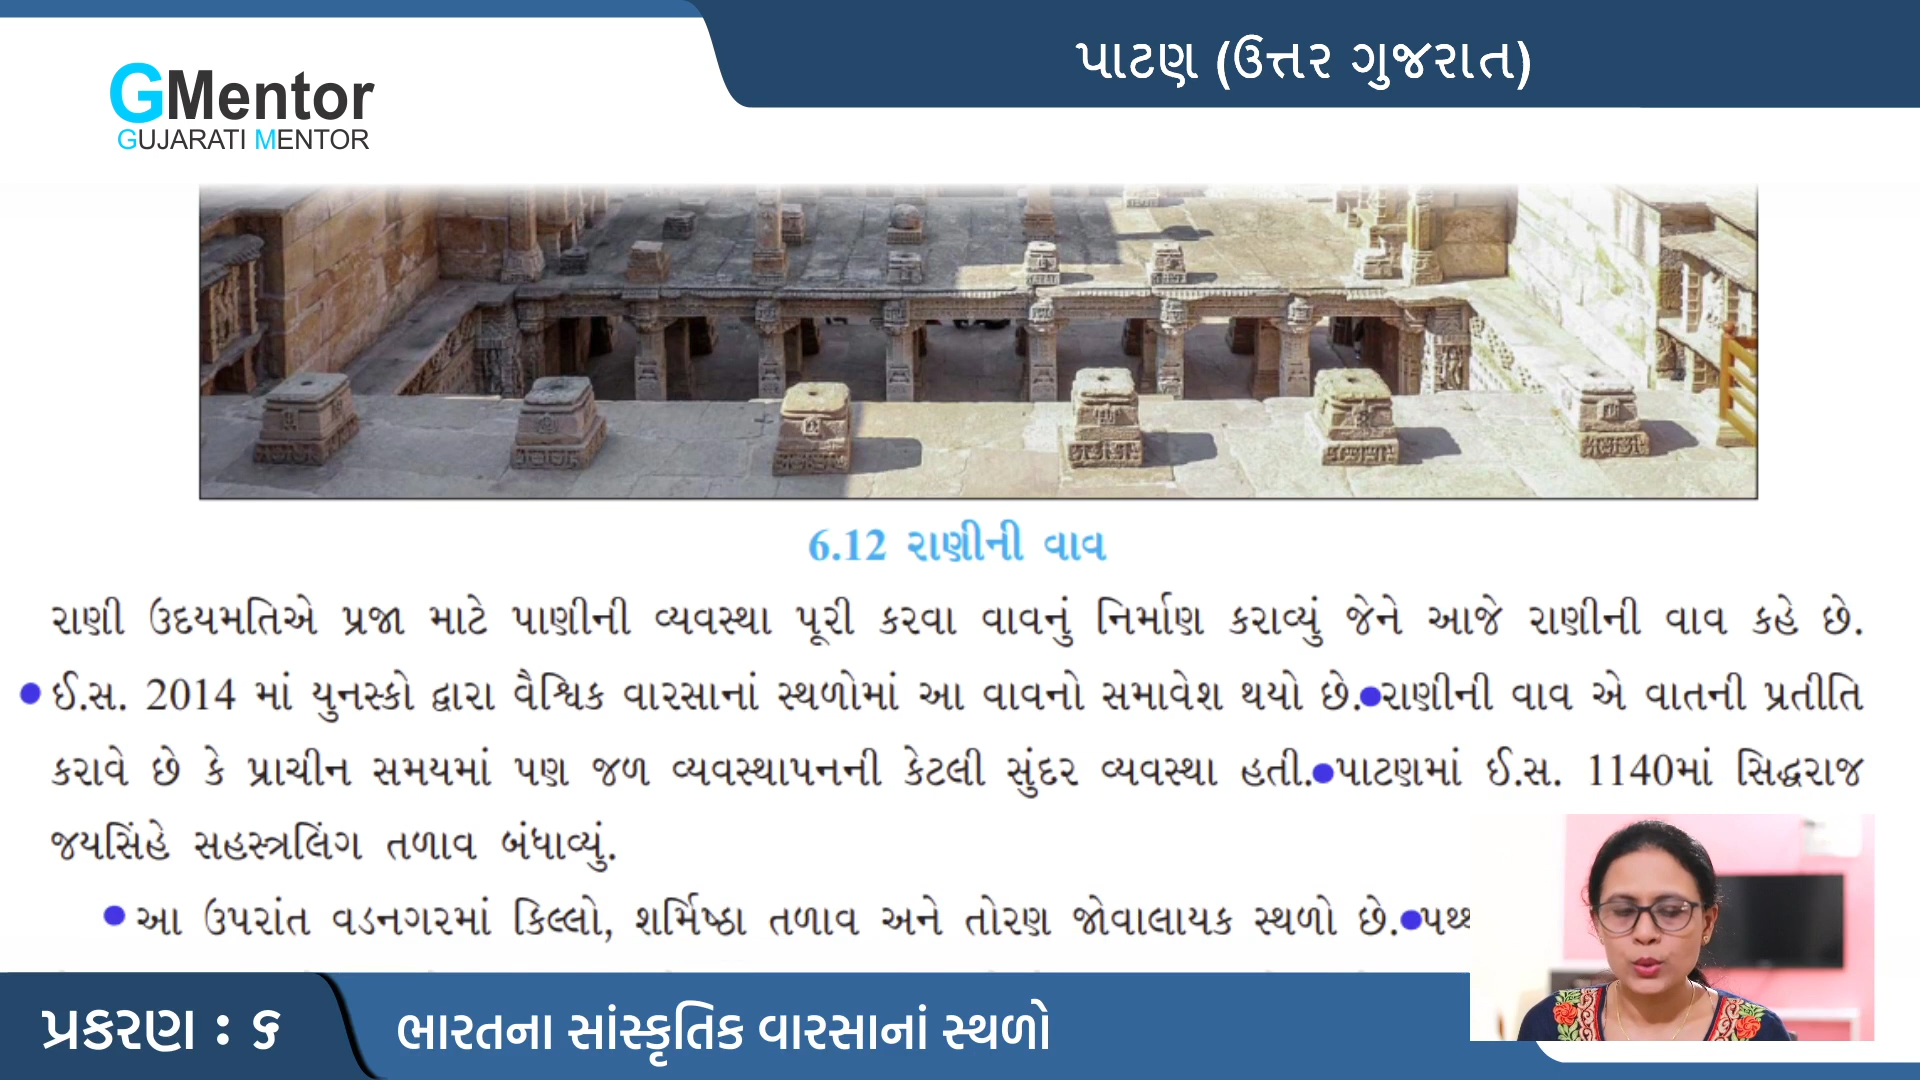 પાટણ (ઉત્તર ગુજરાત)
GMentor
GUJARATI MENTOR
6.12 રાણીની વાવ
રાણી ઉદયમતિએ પ્રજા માટે પાણીની વ્યવસ્થા પૂરી કરવા વાવનું નિર્માણ કરાવ્યું જેને આજે રાણીની વાવ કહે છે.
ઈ.સ. 2014 માં યુનસ્કો દ્વારા વૈશ્વિક વારસાનાં સ્થળોમાં આ વાવનો સમાવેશ થયો છે. રાણીની વાવ એ વાતની પ્રતીતિ
કરાવે છે કે પ્રાચીન સમયમાં પણ જળ વ્યવસ્થાપનની કેટલી સુંદર વ્યવસ્થા હતી. પાટણમાં ઈ.સ. 1140માં સિદ્ધરાજ
જયસિંહે સહસ્ત્રલિંગ તળાવ બંધાવ્યું.
આ ઉપરાંત વડનગરમાં કિલ્લો, શર્મિષ્ઠા તળાવ અને તોરણ જોવાલાયક સ્થળો છે.
પ્રકરણ : ૬
ભારતના સાંસ્કૃતિક વારસાનાં સ્થળો